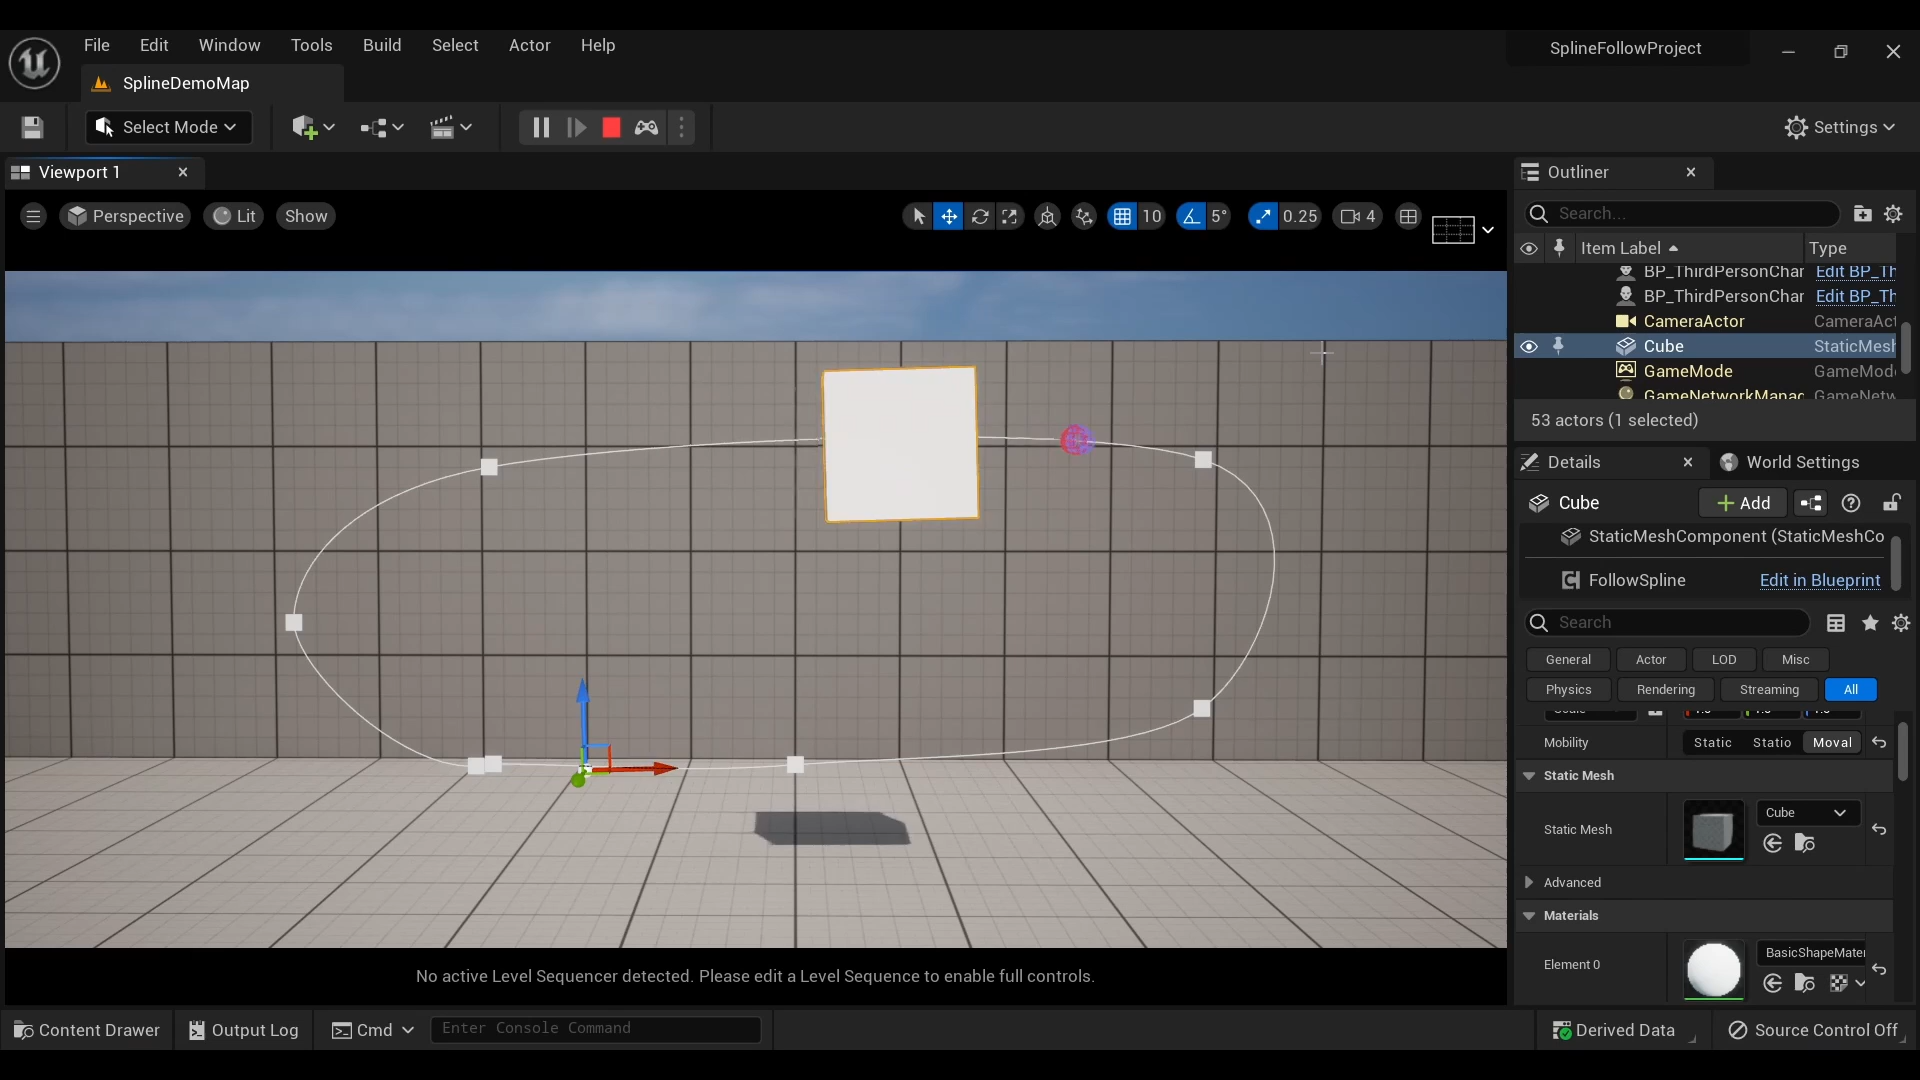 File Edit Window Tools Build Select Actor Help
SplineFollowProject
SplineDemoMap
Select Mode
Settings
Viewport 1
Outliner
Perspective Lit Show
10 5° 0.25 4
Search...
Item Label Type
BP_ThirdPersonChar Edit BP_Th
BP_ThirdPersonChar Edit BP_Th
CameraActor CameraAct
Cube StaticMesh
GameMode GameMod
GameNetworkManag GameNetw
53 actors (1 selected)
Details World Settings
Cube Add
StaticMeshComponent (StaticMeshCo
FollowSpline Edit in Blueprint
Search
General Actor LOD Misc
Physics Rendering Streaming All
Mobility Static Statio Moval
Static Mesh
Static Mesh Cube
Advanced
Materials
Element 0 BasicShapeMater
No active Level Sequencer detected. Please edit a Level Sequence to enable full controls.
Content Drawer Output Log Cmd Enter Console Command Derived Data Source Control Off